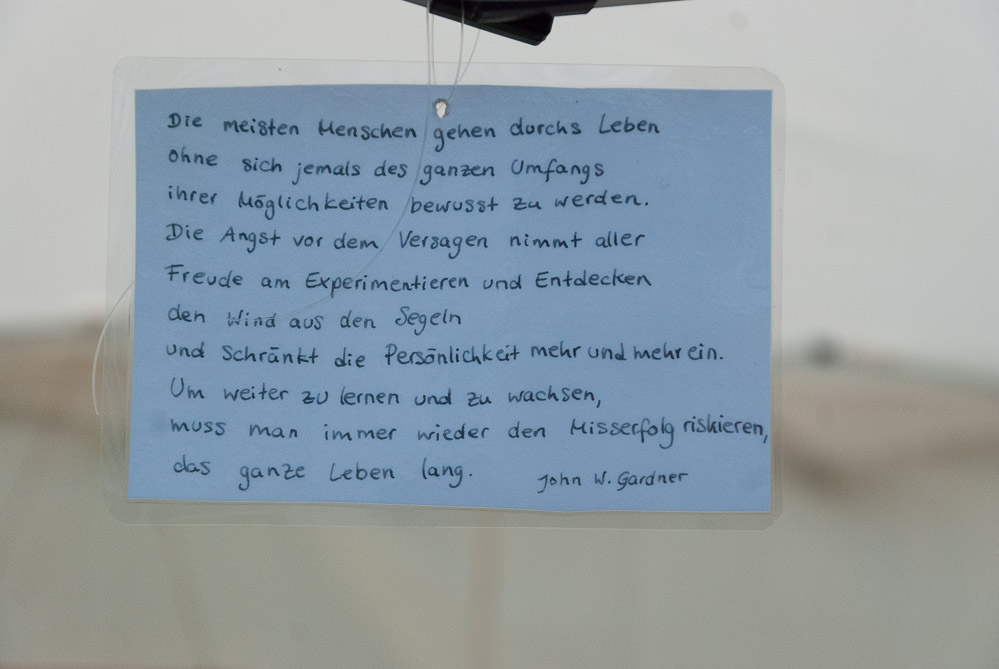 Die meisten Menschen gehen durchs Leben
ohne sich jemals des ganzen Umfangs
ihrer Möglichkeiten bewusst zu werden.
Die Angst vor dem Versagen nimmt aller
Freude am Experimentieren und Entdecken
den Wind aus den Segeln
und Schränkt die Persönlichkeit mehr und mehr ein.
Um weiter zu lernen und zu wachsen,
muss man immer wieder den Misserfolg riskieren,
das ganze Leben lang.
John W. Gardner